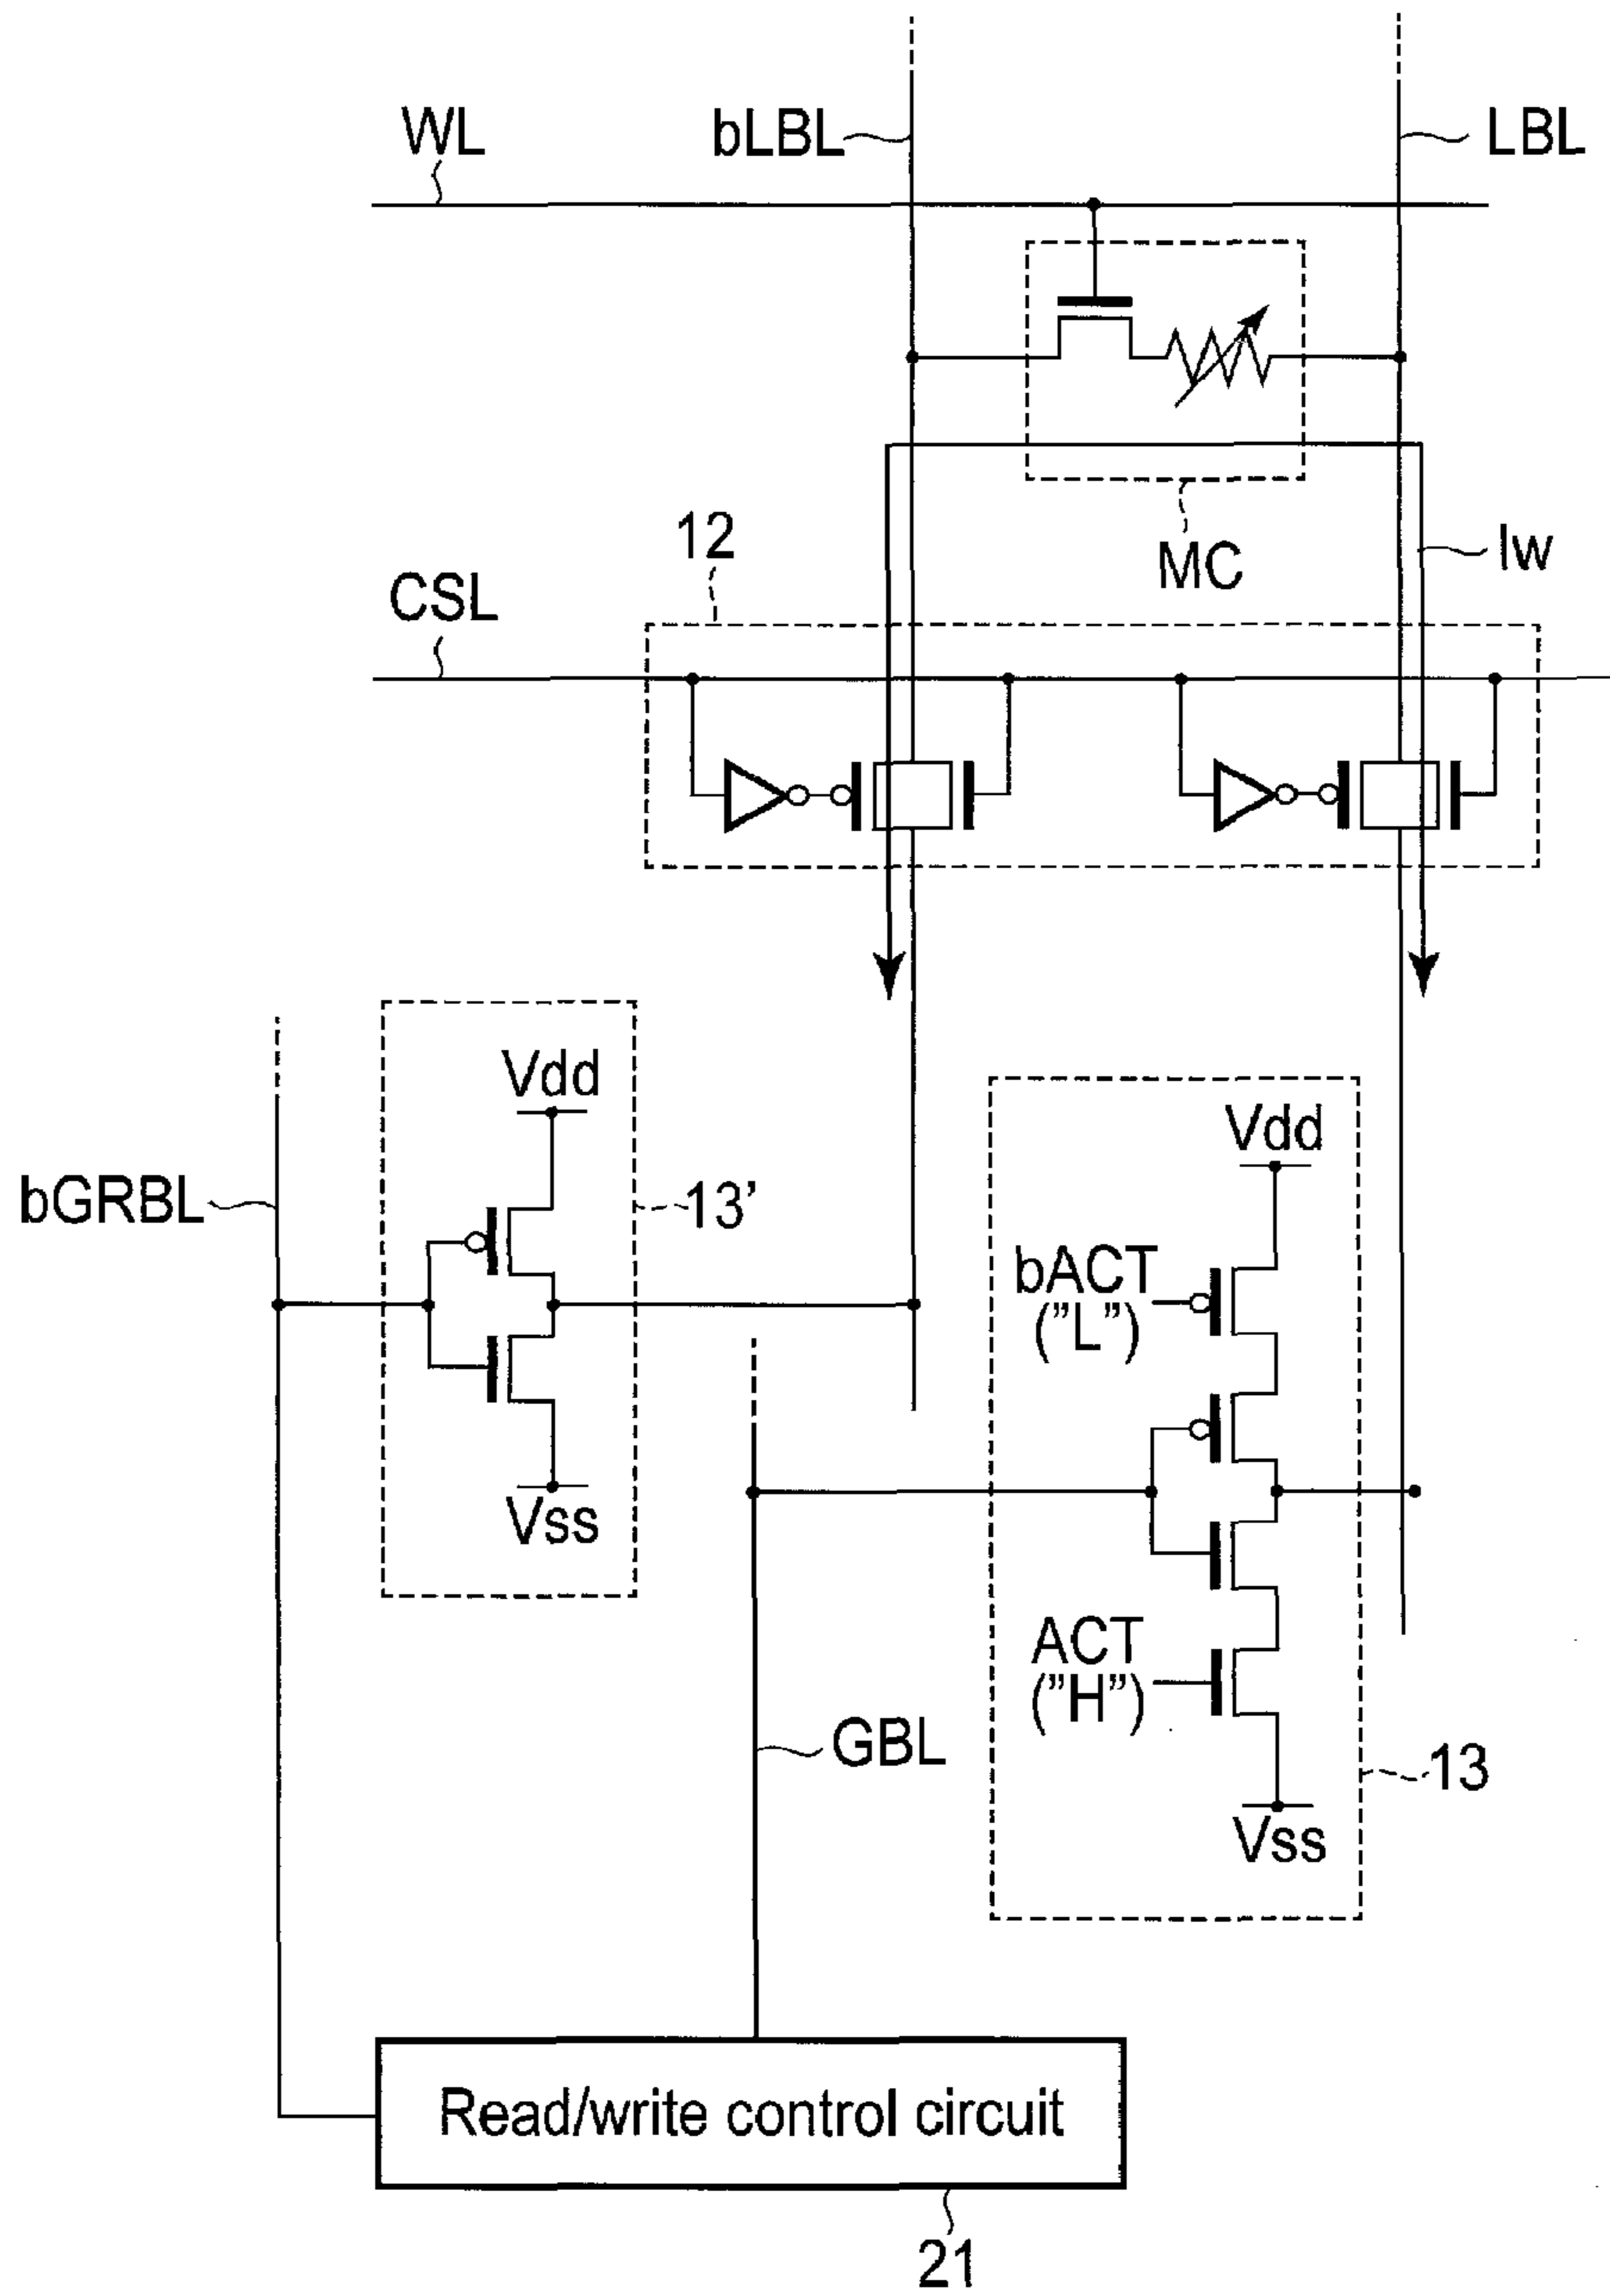 WL
bLBL
LBL
12
MC
Iw
CSL
Vdd
bGRBL
13’
Vdd
bACT
(”L”)
Vss
ACT
(”H”)
GBL
13
Vss
Read/write control circuit
21